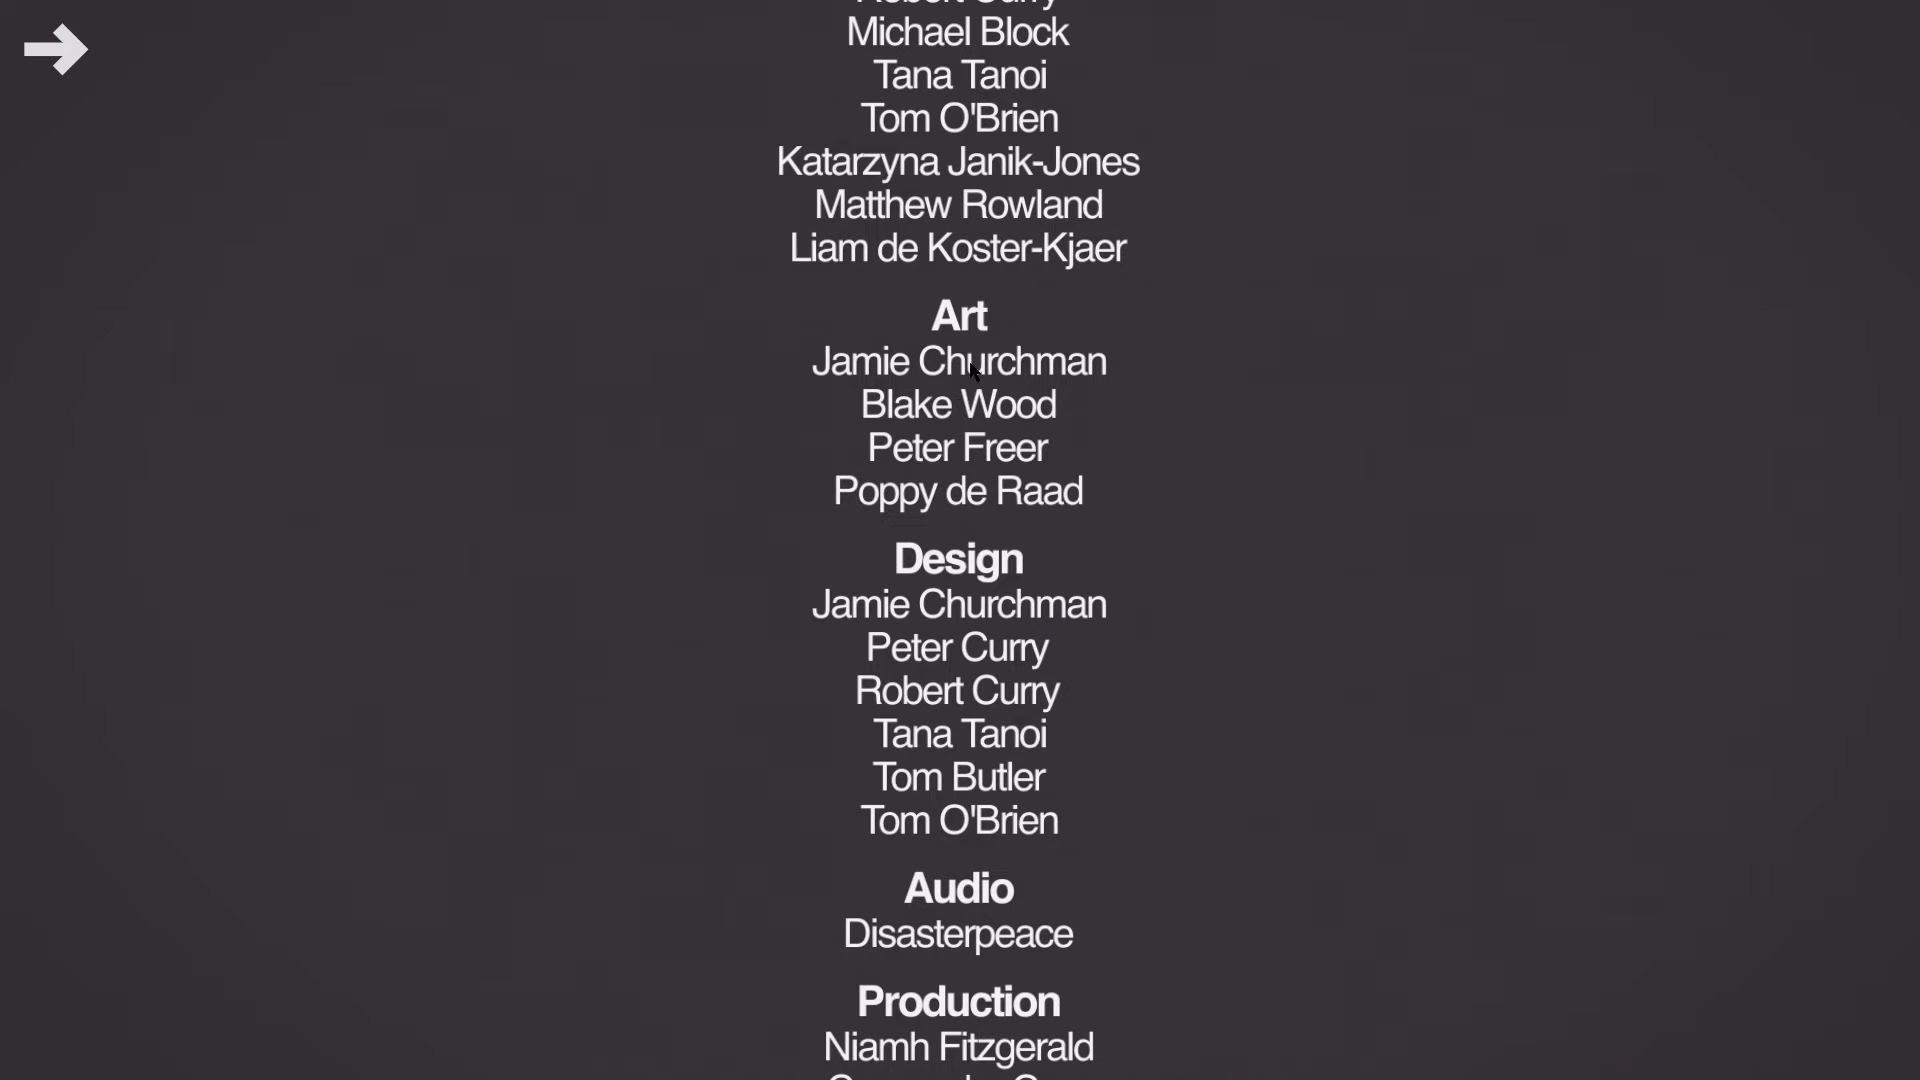 Robert Curry
Michael Block
Tana Tanoi
Tom O'Brien
Katarzyna Janik-Jones
Matthew Rowland
Liam de Koster-Kjaer
Art
Jamie Churchman
Blake Wood
Peter Freer
Poppy de Raad
Design
Jamie Churchman
Peter Curry
Robert Curry
Tana Tanoi
Tom Butler
Tom O'Brien
Audio
Disasterpeace
Production
Niamh Fitzgerald